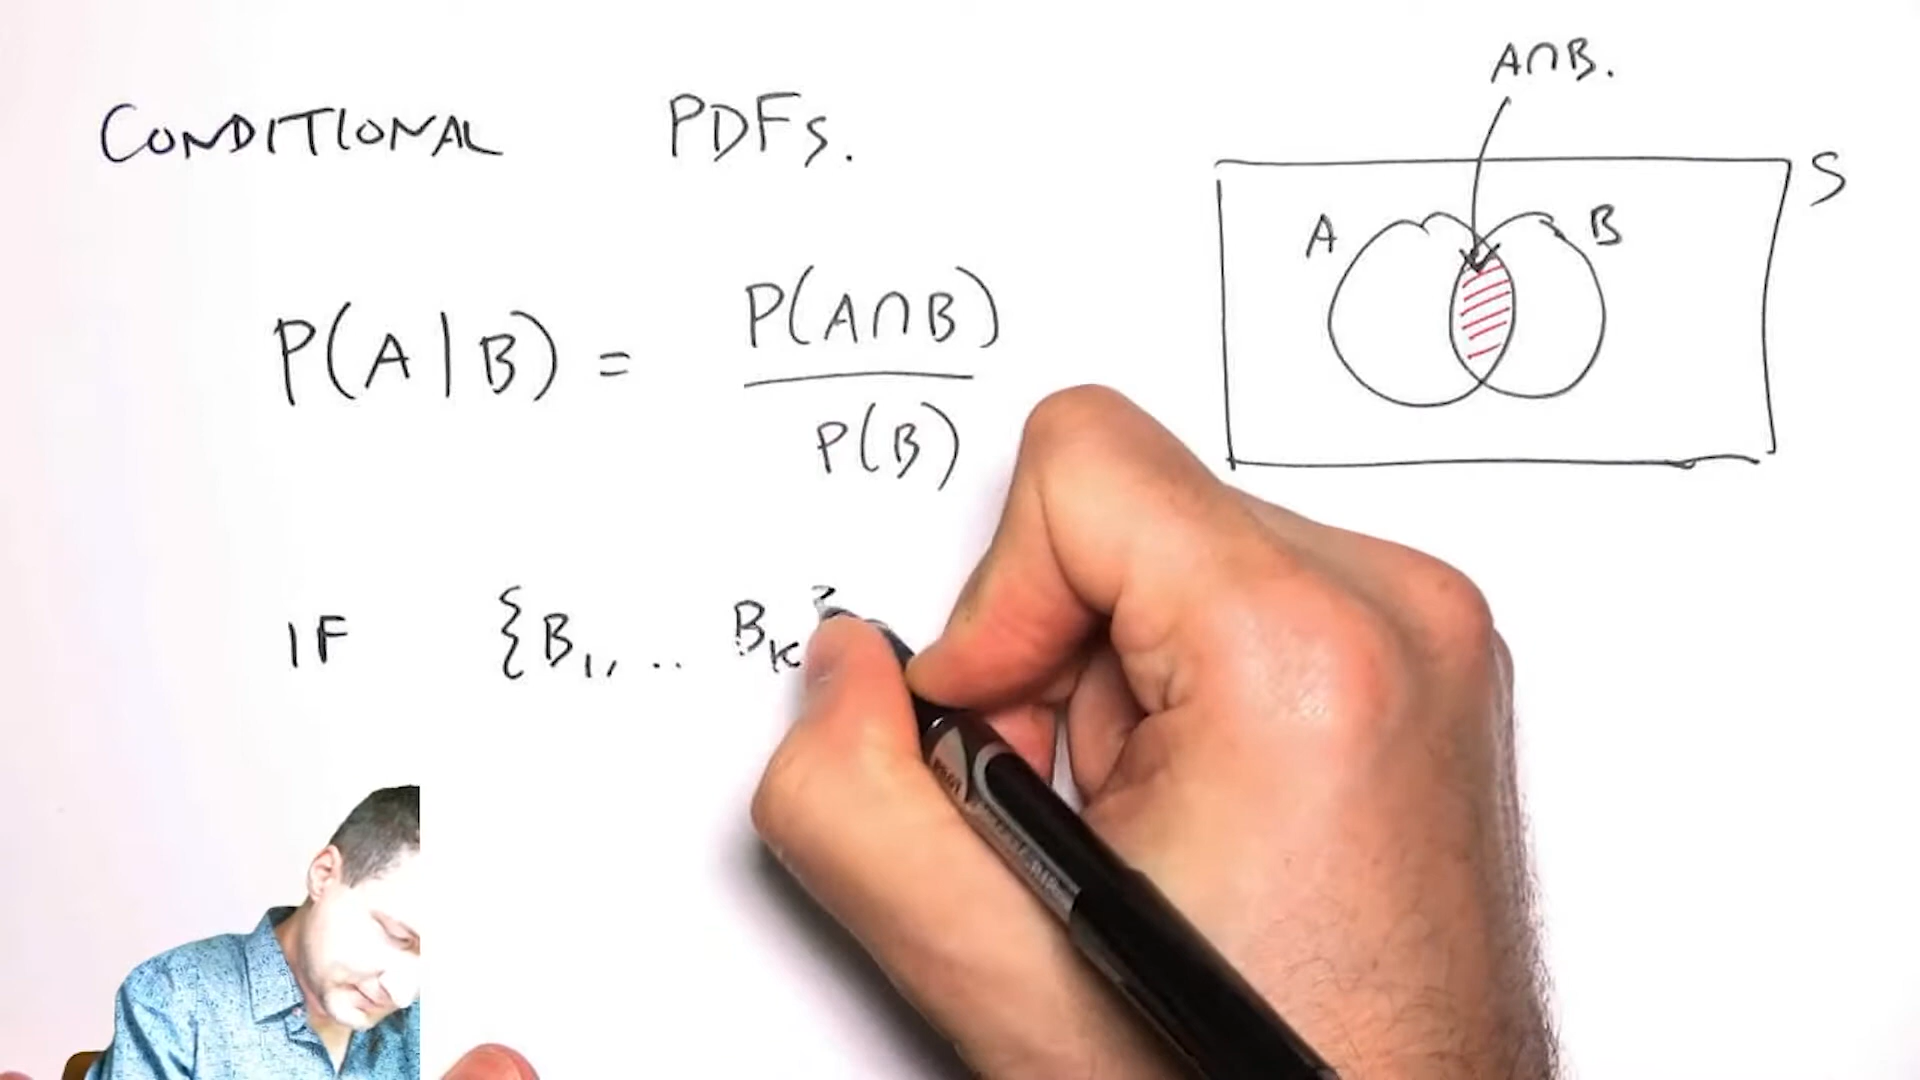 CONDITIONAL PDFs.
A∩B.
S
A B
P(A|B) = P(A∩B)
P(B)
IF {B1, .. BK